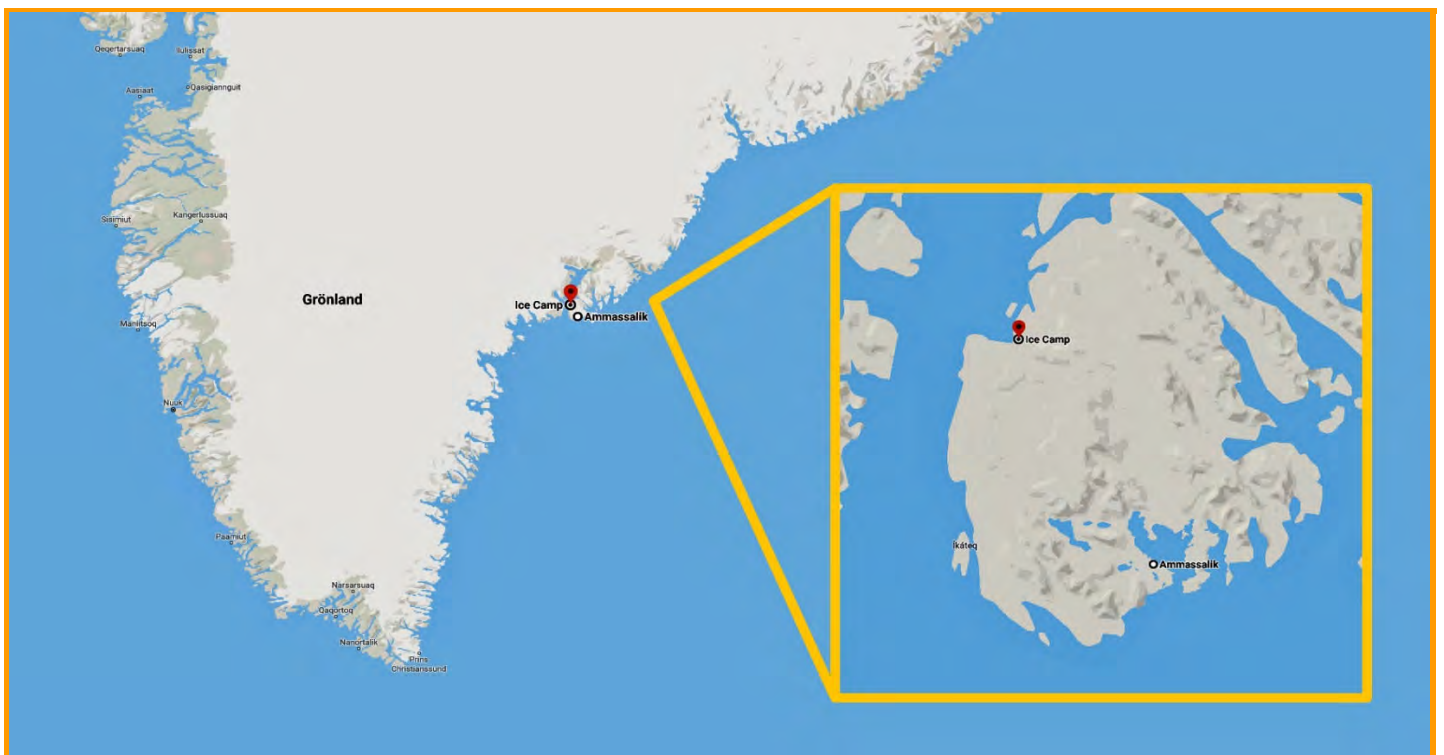 Qeqertarsuaq
Ilulissat
Aasiaat
Qasigiannguit
Sisimiut
Kangerlussuaq
Grönland
Ice Camp
Ammassalik
Maniitsoq
Nuuk
Paamiut
Narsarsuaq
Qaqortoq
Nanortalik
Prins
Christianssund
Ice Camp
Ikáteq
Ammassalik